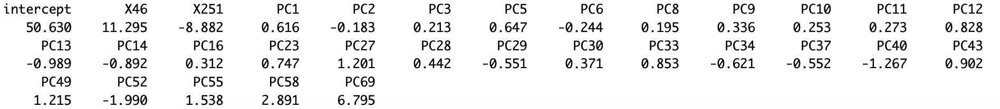 intercept X46 X251 PC1 PC2 PC3 PC5 PC6 PC8 PC9 PC10 PC11 PC12
50.630 11.295 -8.882 0.616 -0.183 0.213 0.647 -0.244 0.195 0.336 0.253 0.273 0.828
PC13 PC14 PC16 PC23 PC27 PC28 PC29 PC30 PC33 PC34 PC37 PC40 PC43
-0.989 -0.892 0.312 0.747 1.201 0.442 -0.551 0.371 0.853 -0.621 -0.552 -1.267 0.902
PC49 PC52 PC55 PC58 PC69
1.215 -1.990 1.538 2.891 6.795